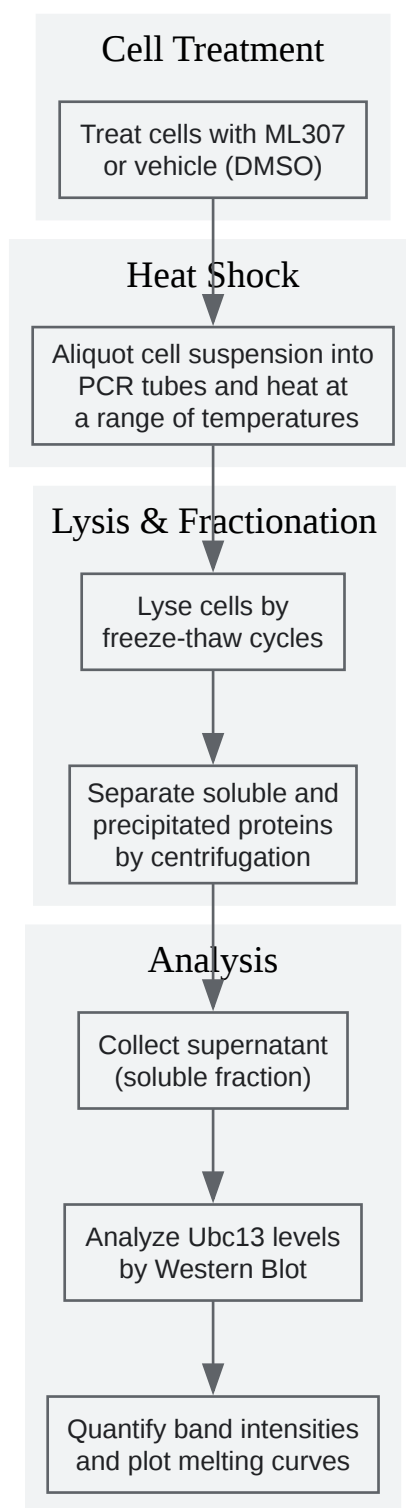 Cell Treatment
Treat cells with ML307
or vehicle (DMSO)
Heat Shock
Aliquot cell suspension into
PCR tubes and heat at
a range of temperatures
Lysis & Fractionation
Lyse cells by
freeze-thaw cycles
Separate soluble and
precipitated proteins
by centrifugation
Analysis
Collect supernatant
(soluble fraction)
Analyze Ubc13 levels
by Western Blot
Quantify band intensities
and plot melting curves